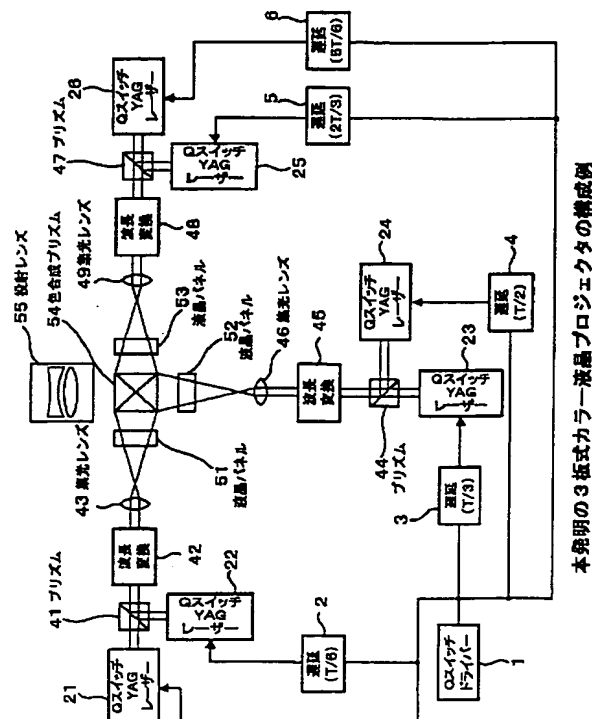 55 投射レンズ
54 色合成プリズム
43 集光レンズ
41 プリズム
21
Qスイッチ
YAG
レーザー
波長
変換
42
Qスイッチ
YAG
レーザー
22
遅延
(T/6)
2
51
液晶パネル
52
液晶パネル
53
液晶パネル
49集光レンズ
波長
変換
48
47 プリズム
Qスイッチ
YAG
レーザー
26
Qスイッチ
YAG
レーザー
25
遅延
(2T/3)
5
遅延
(5T/6)
6
46 集光レンズ
波長
変換
45
44
プリズム
Qスイッチ
YAG
レーザー
24
Qスイッチ
YAG
レーザー
23
遅延
(T/2)
4
遅延
(T/3)
3
Qスイッチ
ドライバー
1
本発明の3板式カラー液晶プロジェクタの構成例